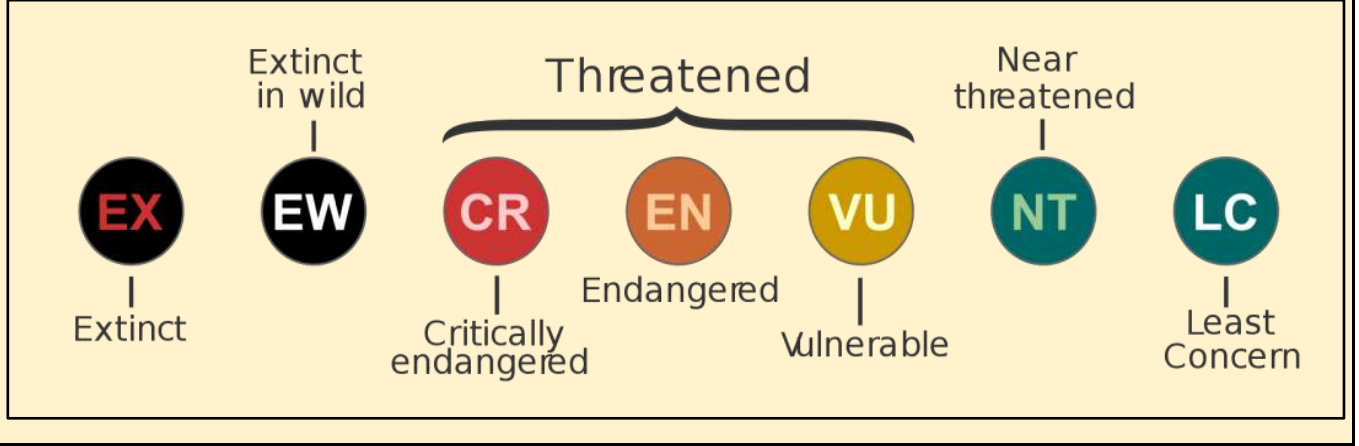 Extinct
in wild
Threatened
Near
threatened
EX
EW
CR
EN
VU
NT
LC
Extinct
Critically
endangered
Endangered
Vulnerable
Least
Concern